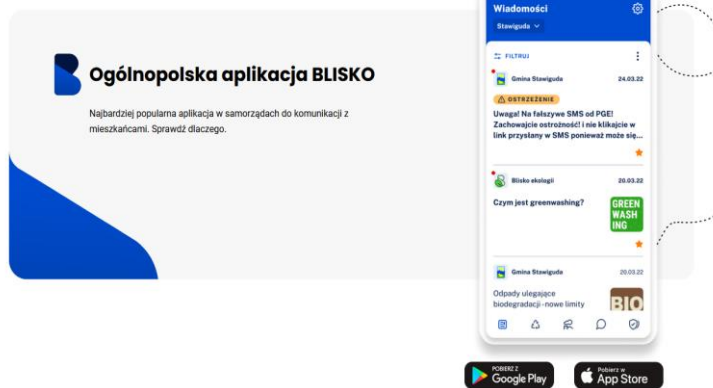 Ogólnopolska aplikacja BLISKO
Najbardziej popularna aplikacja w samorządach do komunikacji z
mieszkańcami. Sprawdź dlaczego.
Wiadomości
Stawiguda
FILTRUJ
Gmina Stawiguda 24.03.22
OSTRZEŻENIE
Uwaga! Na fałszywe SMS od PGE!
Zachowajcie ostrożność! i nie klikajcie w
link przysłany w SMS ponieważ może się...
Blisko ekologii 20.03.22
Czym jest greenwashing?
GREEN
WASH
ING
Gmina Stawiguda 20.03.22
Odpady ulegające
biodegradacji-nowe limity
BIO
POBIERZ Z
Google Play
Pobierz w
App Store